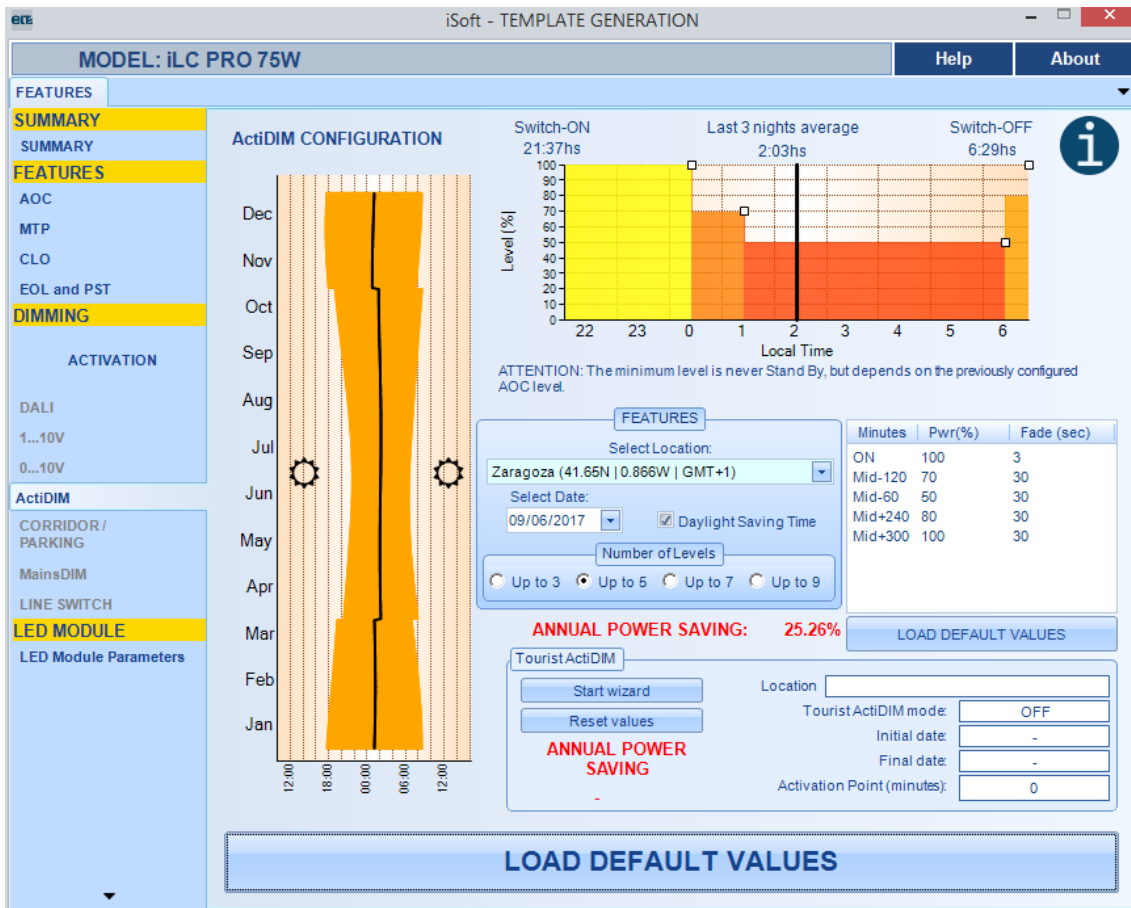 ELT
iSoft - TEMPLATE GENERATION
MODEL: iLC PRO 75W
Help
About
FEATURES
SUMMARY
SUMMARY
FEATURES
AOC
MTP
CLO
EOL and PST
DIMMING
ACTIVATION
DALI
1...10V
0...10V
ActiDIM
CORRIDOR /
PARKING
MainsDIM
LINE SWITCH
LED MODULE
LED Module Parameters
ActiDIM CONFIGURATION
Dec
Nov
Oct
Sep
Aug
Jul
Jun
May
Apr
Mar
Feb
Jan
12:00 18:00 00:00 06:00 12:00
Switch-ON Last 3 nights average Switch-OFF
21:37hs 2:03hs 6:29hs
i
Level [%]
100
90
80
70
60
50
40
30
20
10
0
22 23 0 1 2 3 4 5 6
Local Time
ATTENTION: The minimum level is never Stand By, but depends on the previously configured
AOC level.
FEATURES
Select Location:
Zaragoza (41.65N | 0.866W | GMT+1)
Select Date:
09/06/2017 Daylight Saving Time
Number of Levels
Up to 3 Up to 5 Up to 7 Up to 9
Minutes Pwr(%) Fade (sec)
ON 100 3
Mid-120 70 30
Mid-60 50 30
Mid+240 80 30
Mid+300 100 30
ANNUAL POWER SAVING: 25.26%
LOAD DEFAULT VALUES
Tourist ActiDIM
Start wizard
Reset values
ANNUAL POWER
SAVING
-
Location
Tourist ActiDIM mode: OFF
Initial date: -
Final date: -
Activation Point (minutes): 0
LOAD DEFAULT VALUES